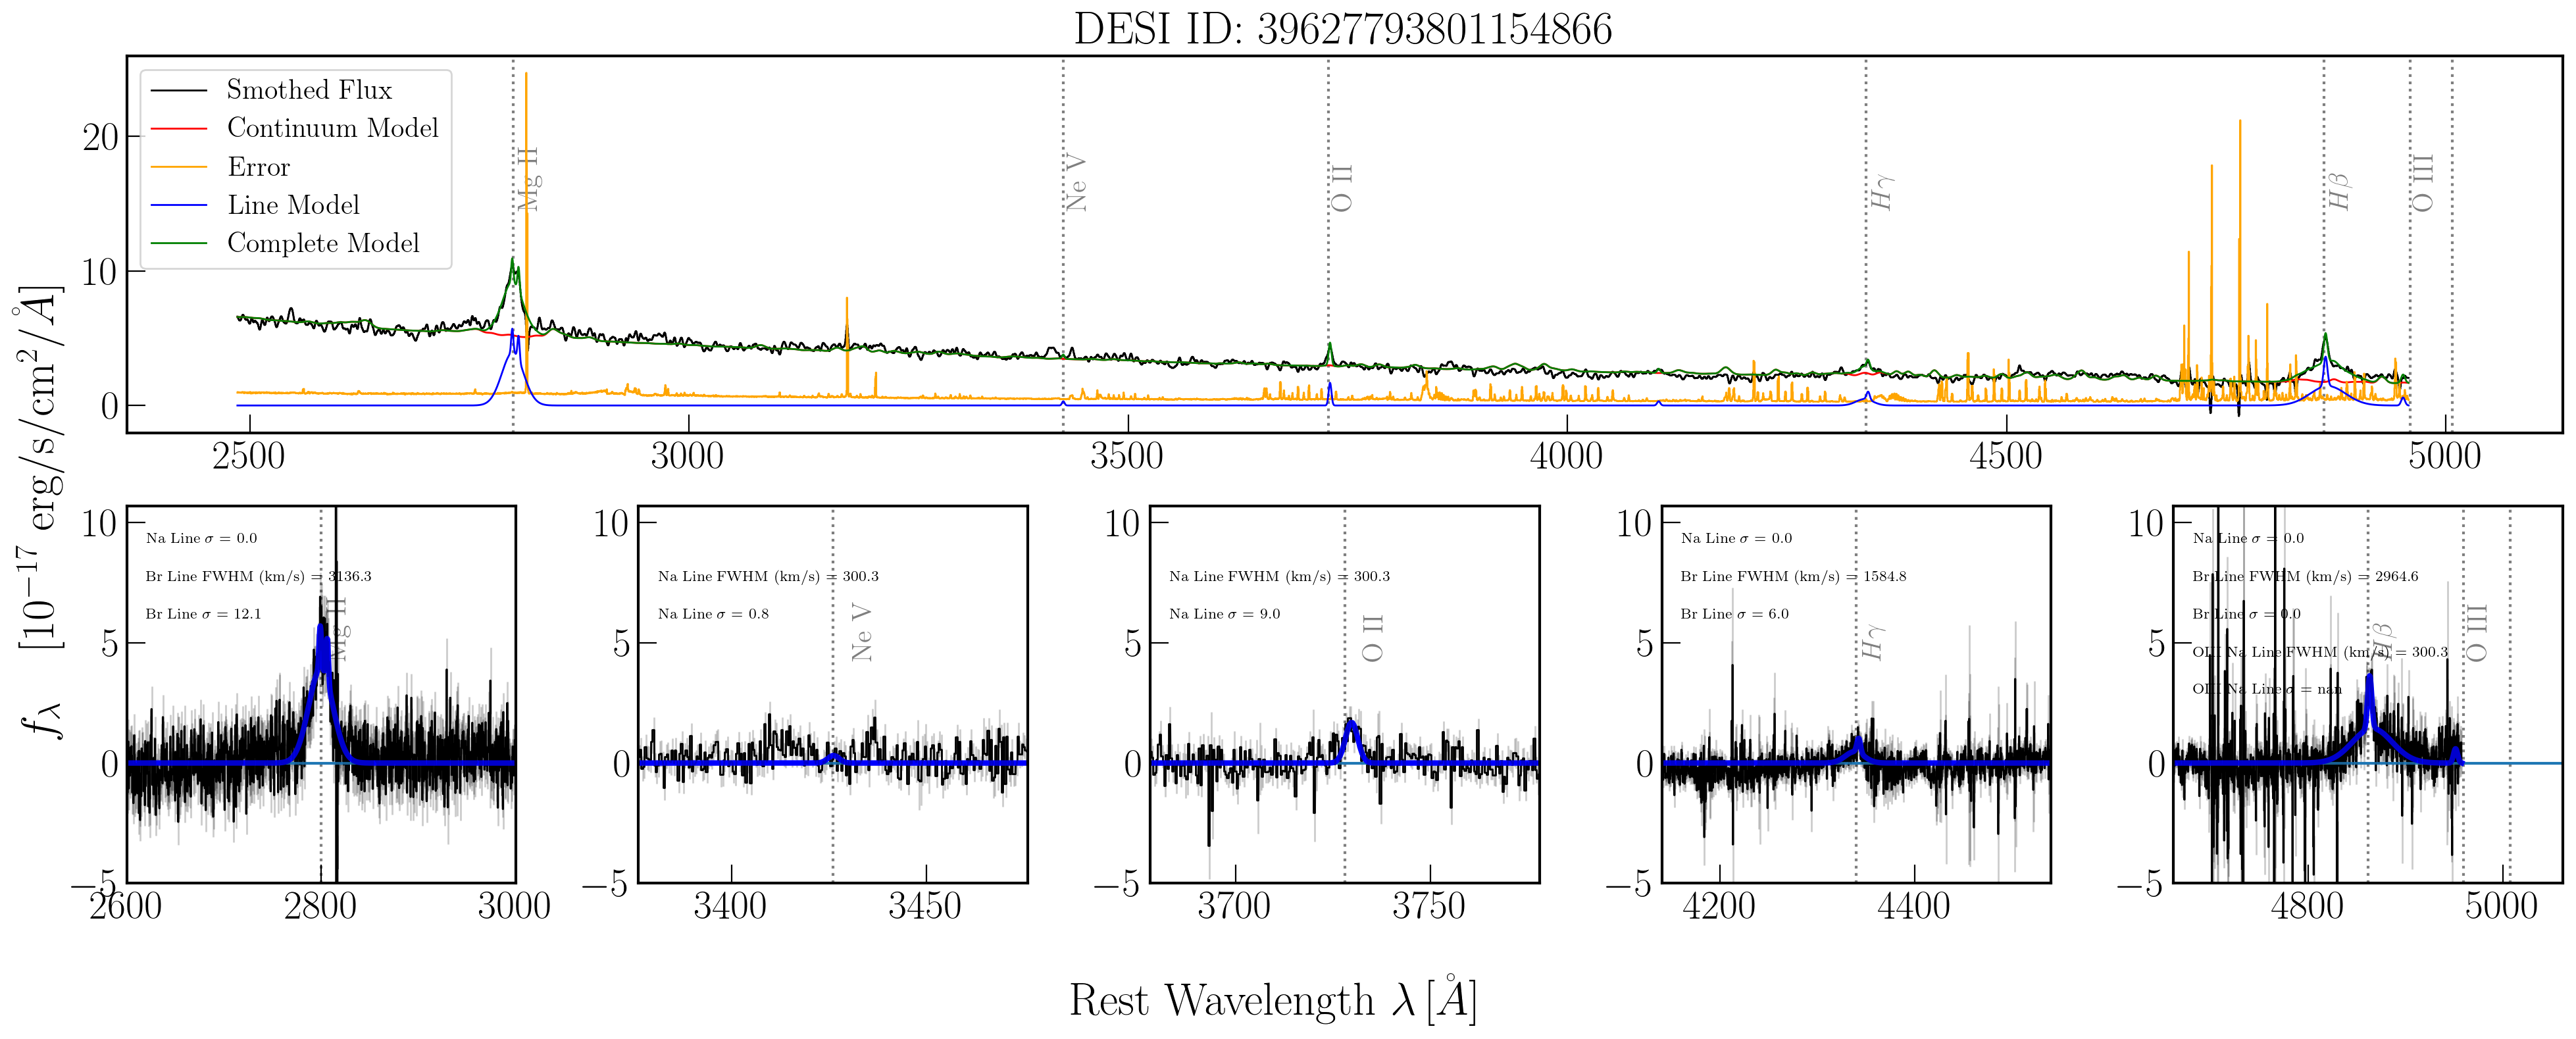 DESI ID: 39627793801154866
Smothed Flux
Continuum Model
Error
Line Model
Complete Model
Mg II
Ne V
O II
Hγ
Hβ
O III
20
10
0
2500 3000 3500 4000 4500 5000
fλ [10⁻¹⁷ erg/s/cm²/Å]
Na Line σ = 0.0
Br Line FWHM (km/s) = 3136.3
Br Line σ = 12.1
Mg II
10
5
0
−5
2600 2800 3000
Na Line FWHM (km/s) = 300.3
Na Line σ = 0.8
Ne V
10
5
0
−5
3400 3450
Na Line FWHM (km/s) = 300.3
Na Line σ = 9.0
O II
10
5
0
−5
3700 3750
Na Line σ = 0.0
Br Line FWHM (km/s) = 1584.8
Br Line σ = 6.0
Hγ
10
5
0
−5
4200 4400
Na Line σ = 0.0
Br Line FWHM (km/s) = 2964.6
Br Line σ = 0.0
OIII Na Line FWHM (km/s) = 300.3
OIII Na Line σ = nan
Hβ
O III
10
5
0
−5
4800 5000
Rest Wavelength λ [Å]